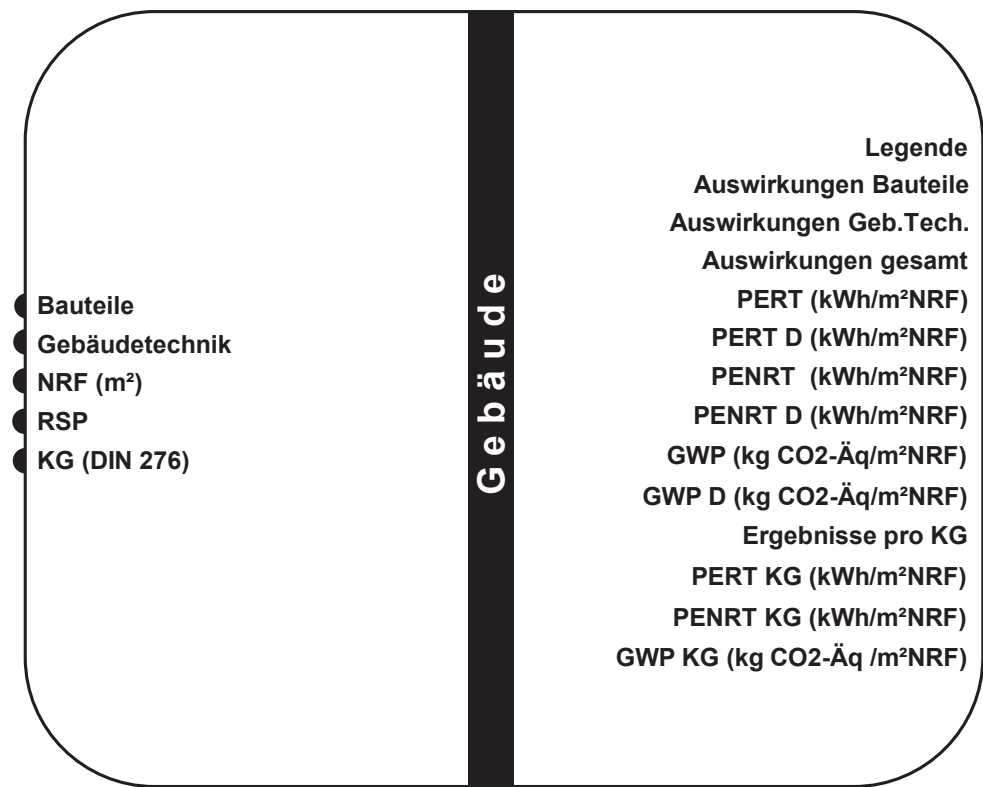 Bauteile
Gebäudetechnik
NRF (m²)
RSP
KG (DIN 276)
Gebäude
Legende
Auswirkungen Bauteile
Auswirkungen Geb.Tech.
Auswirkungen gesamt
PERT (kWh/m²NRF)
PERT D (kWh/m²NRF)
PENRT (kWh/m²NRF)
PENRT D (kWh/m²NRF)
GWP (kg CO2-Äq/m²NRF)
GWP D (kg CO2-Äq/m²NRF)
Ergebnisse pro KG
PERT KG (kWh/m²NRF)
PENRT KG (kWh/m²NRF)
GWP KG (kg CO2-Äq /m²NRF)